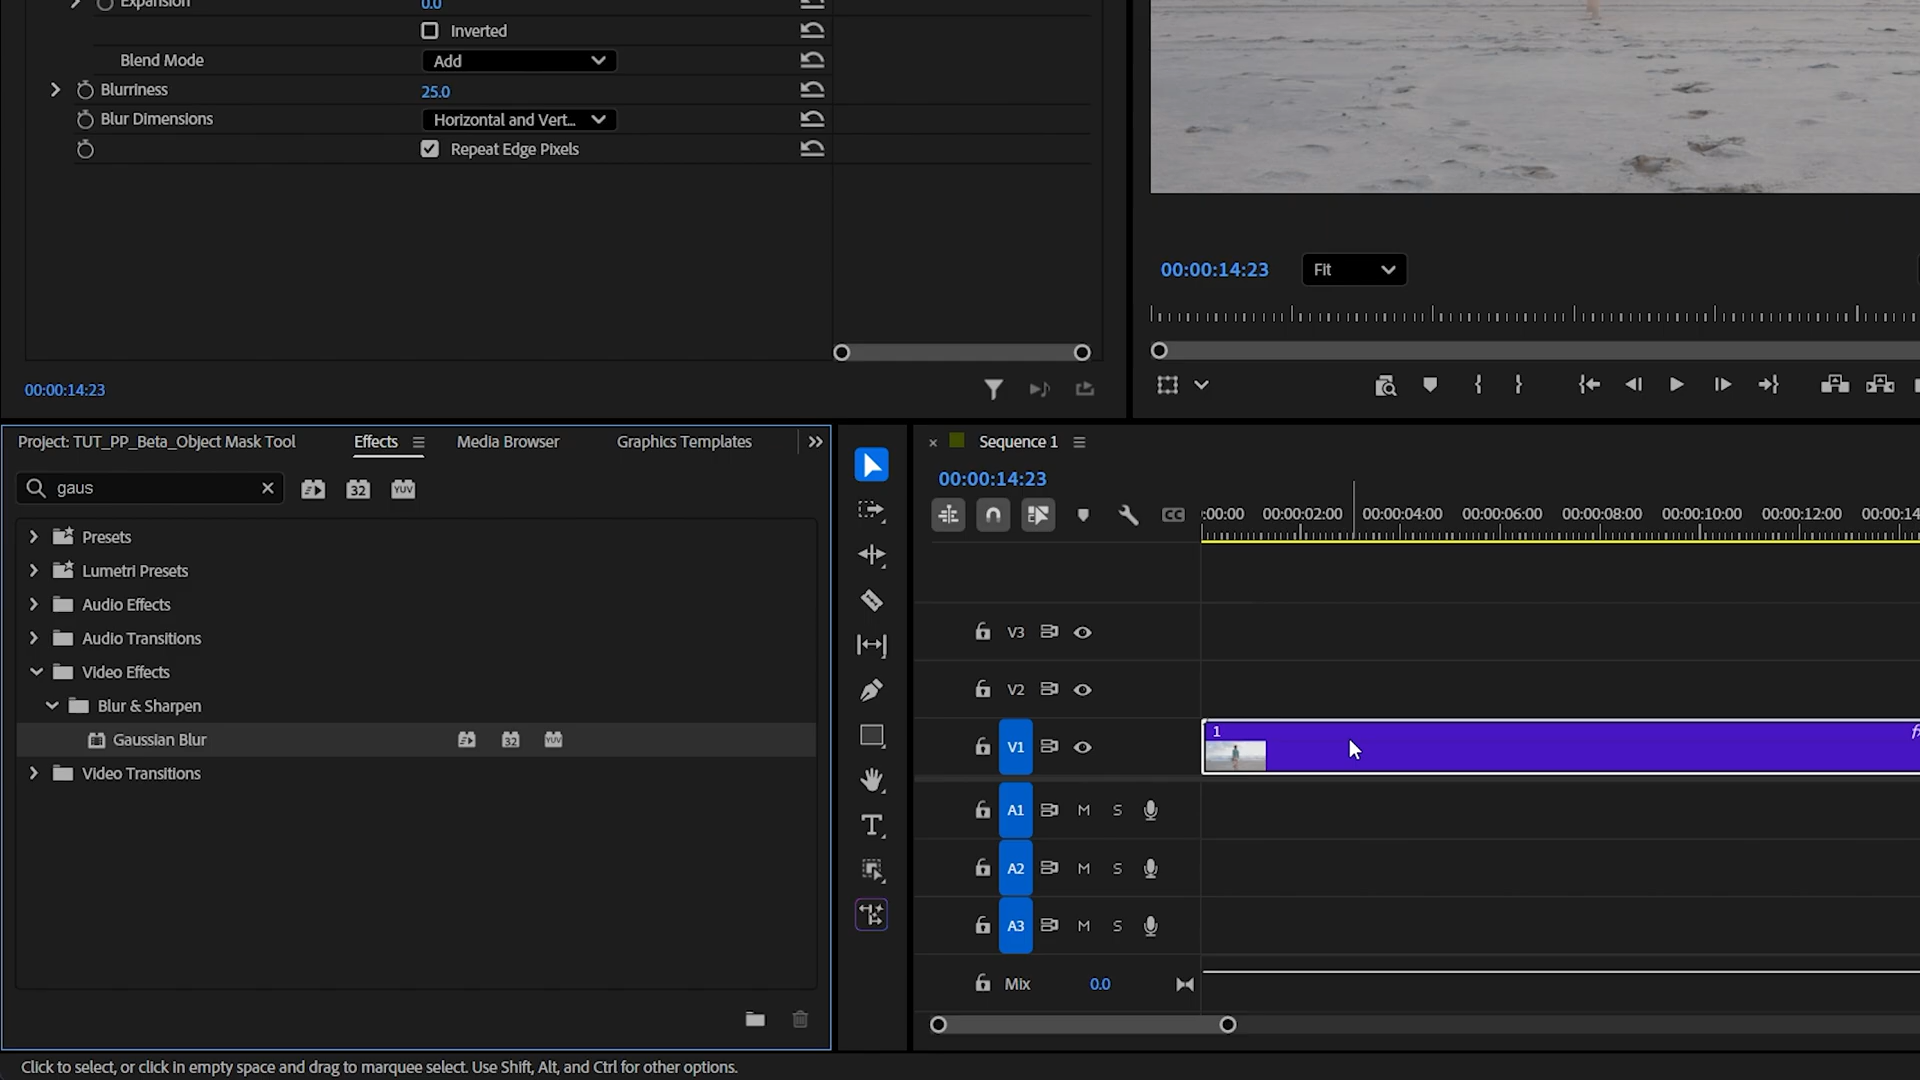 Expansion
0.0
Inverted
Blend Mode
Add
Blurriness
25.0
Blur Dimensions
Horizontal and Vert...
Repeat Edge Pixels
00:00:14:23
Fit
00:00:14:23
Project: TUT_PP_Beta_Object Mask Tool
Effects
Media Browser
Graphics Templates
gaus
32
YUV
Presets
Lumetri Presets
Audio Effects
Audio Transitions
Video Effects
Blur & Sharpen
Gaussian Blur
32
YUV
Video Transitions
Sequence 1
00:00:14:23
CC
:00:00
00:00:02:00
00:00:04:00
00:00:06:00
00:00:08:00
00:00:10:00
00:00:12:00
00:00:14
V3
V2
V1
1
A1
M
S
A2
M
S
A3
M
S
Mix
0.0
Click to select, or click in empty space and drag to marquee select. Use Shift, Alt, and Ctrl for other options.